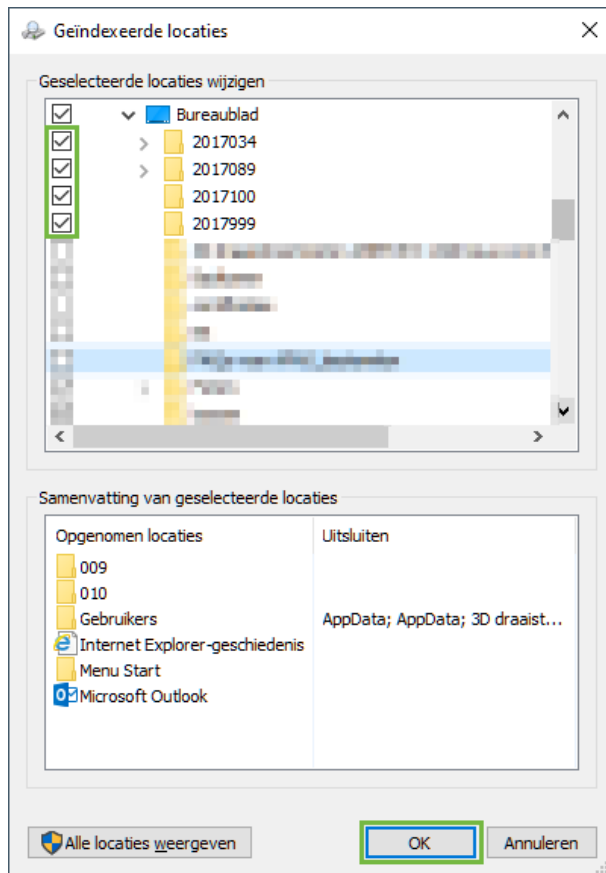 Geïndexeerde locaties
Geselecteerde locaties wijzigen
Bureaublad
2017034
2017089
2017100
2017999
Samenvatting van geselecteerde locaties
Opgenomen locaties Uitsluiten
009
010
Gebruikers AppData; AppData; 3D draaist...
Internet Explorer-geschiedenis
Menu Start
Microsoft Outlook
Alle locaties weergeven OK Annuleren